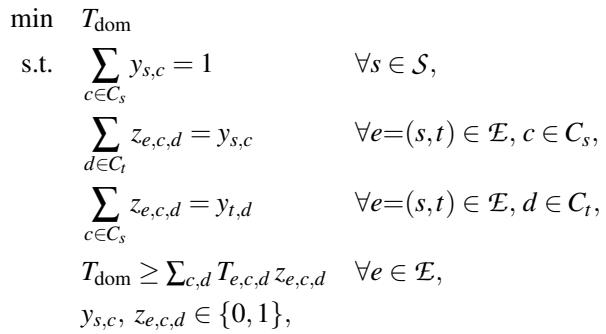 min T_dom
s.t. ∑_{c∈C_s} y_{s,c} = 1 ∀s ∈ 𝒮,
∑_{d∈C_t} z_{e,c,d} = y_{s,c} ∀e=(s,t) ∈ ℰ, c ∈ C_s,
∑_{c∈C_s} z_{e,c,d} = y_{t,d} ∀e=(s,t) ∈ ℰ, d ∈ C_t,
T_dom ≥ ∑_{c,d} T_{e,c,d} z_{e,c,d} ∀e ∈ ℰ,
y_{s,c}, z_{e,c,d} ∈ {0,1},